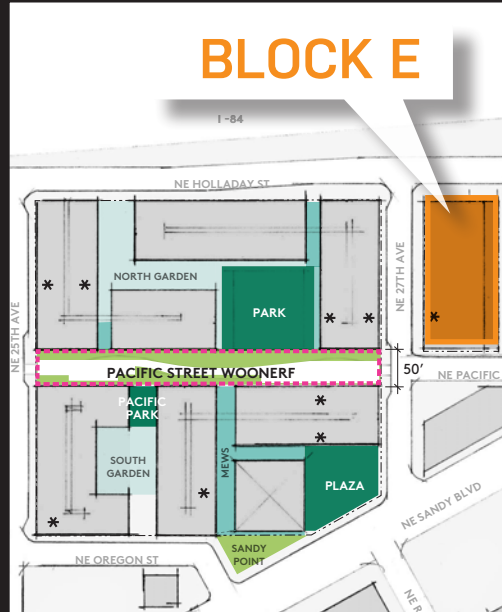 BLOCK E
I-84
NE HOLLADAY ST
NORTH GARDEN
PARK
NE 25TH AVE
NE 27TH AVE
PACIFIC STREET WOONERF
50’
NE PACIFIC
PACIFIC
PARK
SOUTH
GARDEN
MEWS
PLAZA
NE SANDY BLVD
SANDY
POINT
NE OREGON ST
NE R